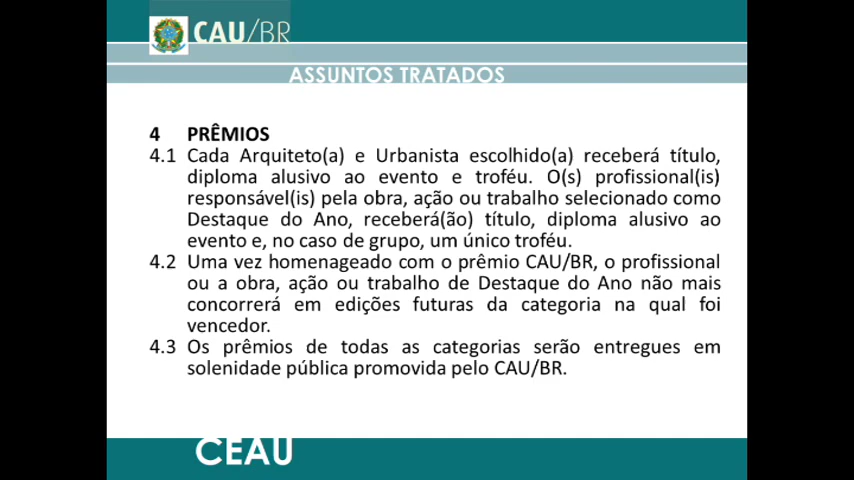 CAU/BR
ASSUNTOS TRATADOS
4 PRÊMIOS
4.1 Cada Arquiteto(a) e Urbanista escolhido(a) receberá título,
diploma alusivo ao evento e troféu. O(s) profissional(is)
responsável(is) pela obra, ação ou trabalho selecionado como
Destaque do Ano, receberá(ão) título, diploma alusivo ao
evento e, no caso de grupo, um único troféu.
4.2 Uma vez homenageado com o prêmio CAU/BR, o profissional
ou a obra, ação ou trabalho de Destaque do Ano não mais
concorrerá em edições futuras da categoria na qual foi
vencedor.
4.3 Os prêmios de todas as categorias serão entregues em
solenidade pública promovida pelo CAU/BR.
CEAU